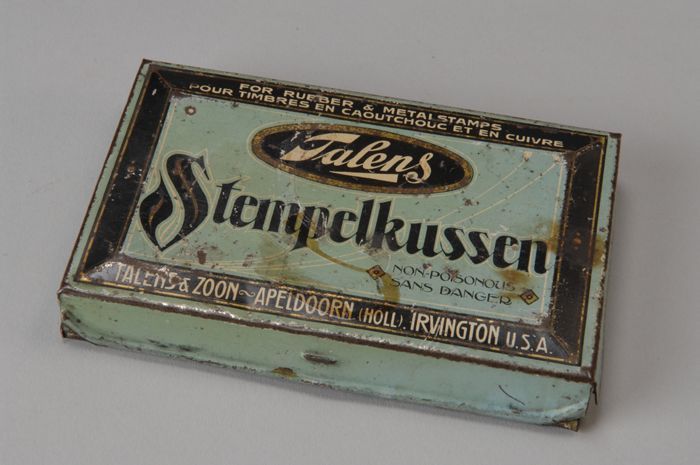 FOR RUBBER & METAL STAMPS
POUR TIMBRES EN CAOUTCHOUC ET EN CUIVRE
Talens
Stempelkussen
NON-POISONOUS
SANS DANGER
TALENS & ZOON ~ APELDOORN (HOLL). IRVINGTON U.S.A.